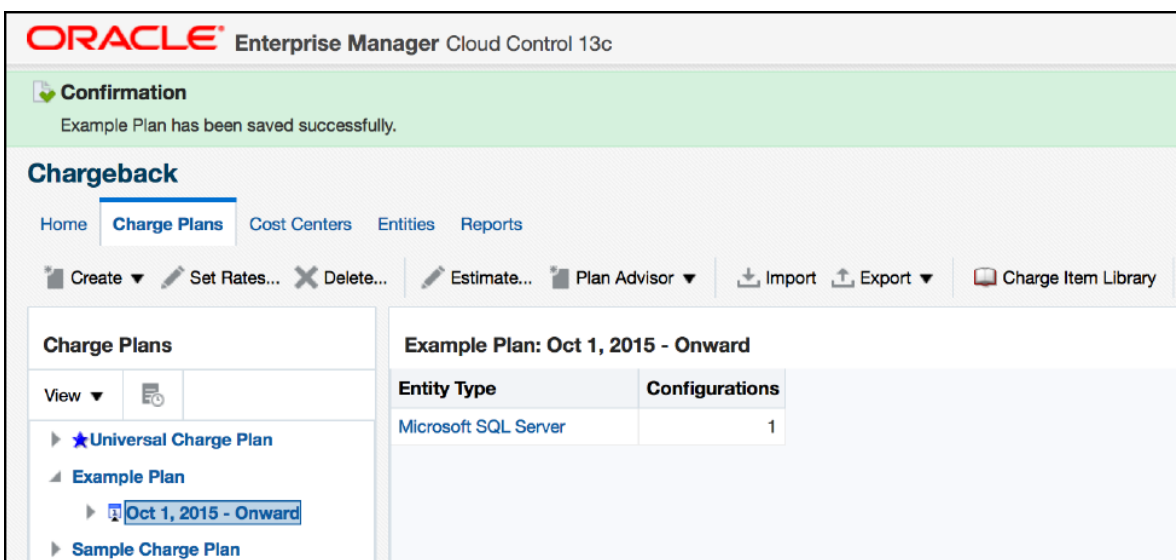 ORACLE Enterprise Manager Cloud Control 13c
Confirmation
Example Plan has been saved successfully.
Chargeback
Home Charge Plans Cost Centers Entities Reports
Create Set Rates... Delete... Estimate... Plan Advisor Import Export Charge Item Library
Charge Plans
View
Universal Charge Plan
Example Plan
Oct 1, 2015 - Onward
Sample Charge Plan
Example Plan: Oct 1, 2015 - Onward
Entity Type Configurations
Microsoft SQL Server 1